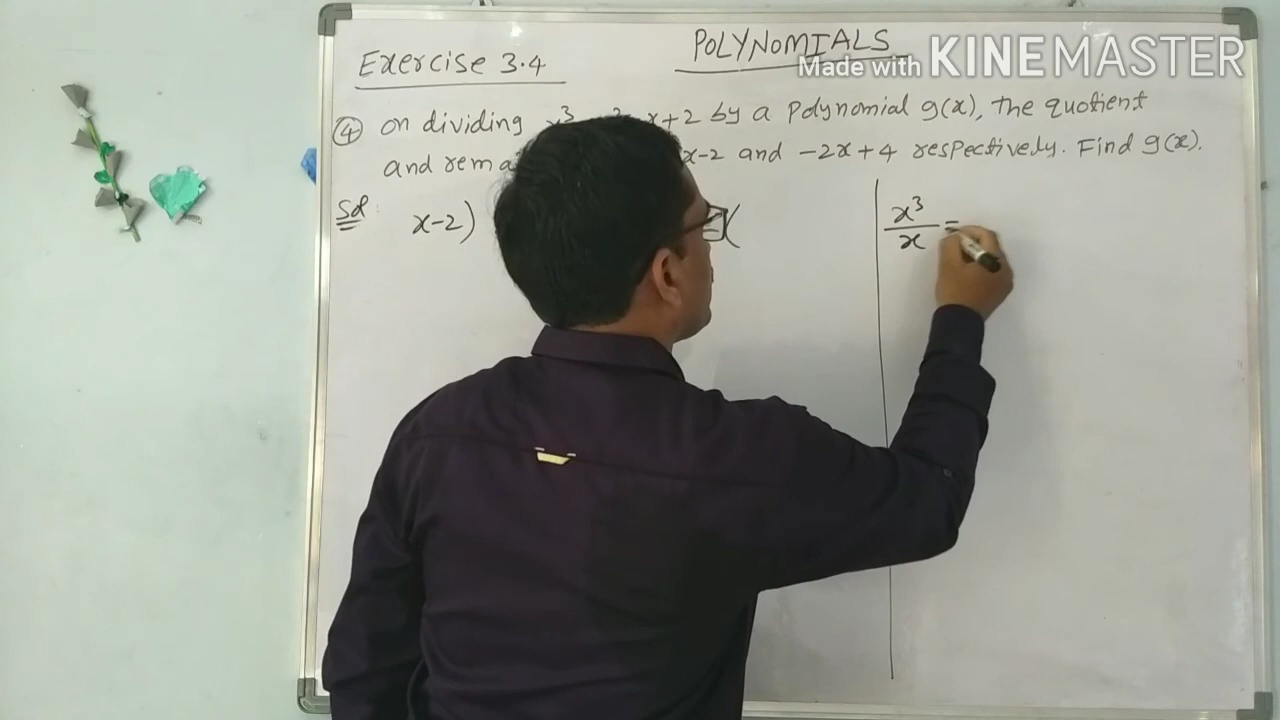 POLYNOMIALS
Made with KINEMASTER
Exercise 3.4
④ on dividing x+2 by a polynomial g(x), The quotient
and x-2 and -2x+4 respectively. Find g(x).
Sol: x-2) (
x³/x =